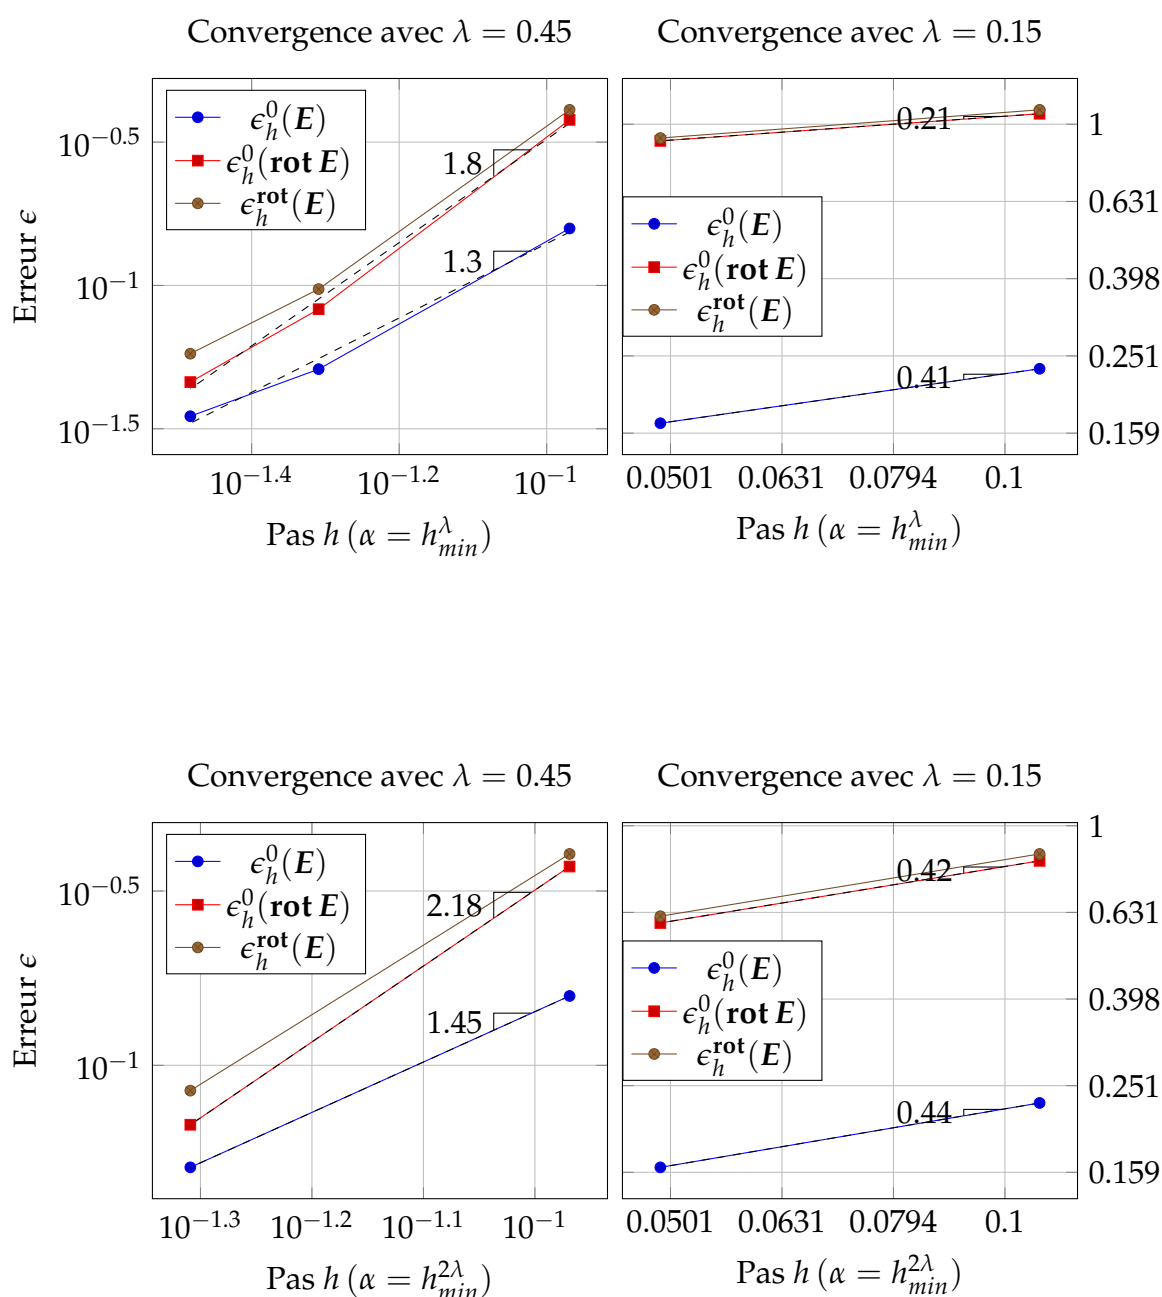 Convergence avec λ = 0.45
Convergence avec λ = 0.15
ϵ_h^0(E)
ϵ_h^0(rot E)
ϵ_h^rot(E)
1.8
1.3
10^−0.5
10^−1
10^−1.5
Erreur ϵ
10^−1.4
10^−1.2
10^−1
Pas h (α = h_min^λ)
0.21
ϵ_h^0(E)
ϵ_h^0(rot E)
ϵ_h^rot(E)
0.41
1
0.631
0.398
0.251
0.159
0.0501
0.0631
0.0794
0.1
Pas h (α = h_min^λ)
Convergence avec λ = 0.45
Convergence avec λ = 0.15
ϵ_h^0(E)
ϵ_h^0(rot E)
ϵ_h^rot(E)
2.18
1.45
10^−0.5
10^−1
Erreur ϵ
10^−1.3
10^−1.2
10^−1.1
10^−1
Pas h (α = h_min^2λ)
0.42
ϵ_h^0(E)
ϵ_h^0(rot E)
ϵ_h^rot(E)
0.44
1
0.631
0.398
0.251
0.159
0.0501
0.0631
0.0794
0.1
Pas h (α = h_min^2λ)